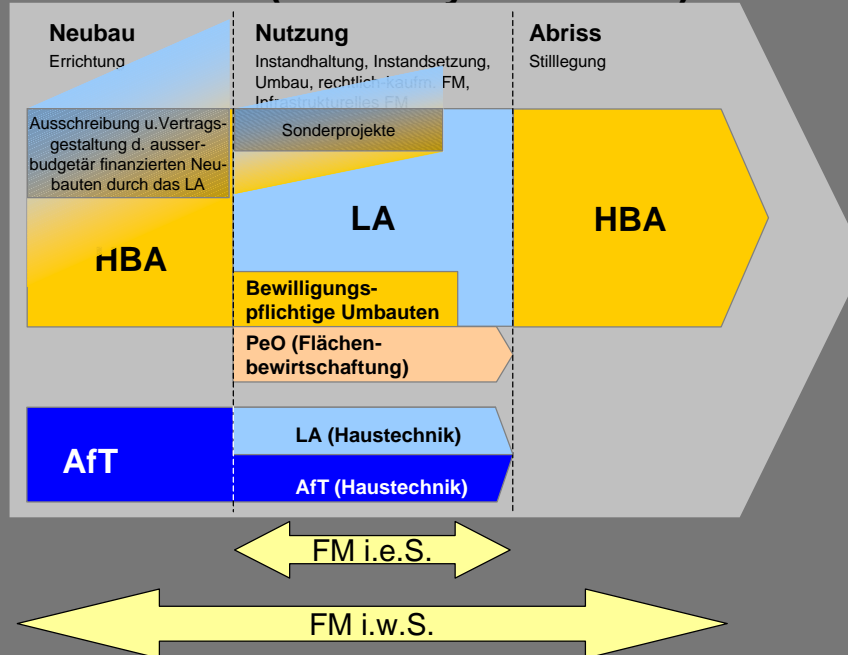 Neubau
Errichtung
Nutzung
Instandhaltung, Instandsetzung,
Umbau, rechtlich-kaufm. FM,
Infrastrukturelles FM
Abriss
Stilllegung
Ausschreibung u.Vertrags-
gestaltung d. ausser-
budgetär finanzierten Neu-
bauten durch das LA
Sonderprojekte
HBA
LA
HBA
Bewilligungs-
pflichtige Umbauten
PeO (Flächen-
bewirtschaftung)
AfT
LA (Haustechnik)
AfT (Haustechnik)
FM i.e.S.
FM i.w.S.